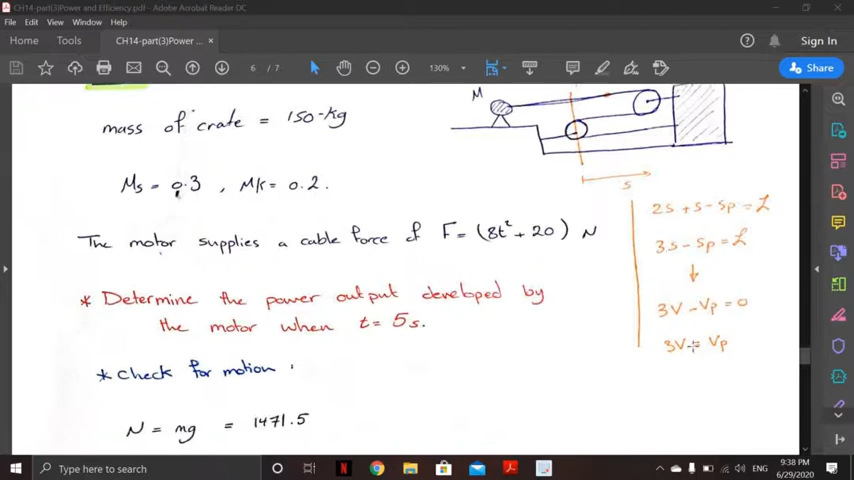 CH14-part(3)Power and Efficiency.pdf - Adobe Acrobat Reader DC
File Edit View Window Help
Home Tools CH14-part(3)Power ... × Sign In
6 / 7 130% Share
mass of crate = 150-kg
M
s
Ms = 0.3 , Mk = 0.2.
The motor supplies a cable force of F = (8t² + 20) N
* Determine the power output developed by
the motor when t = 5s.
* Check for motion :
N = mg = 1471.5
2s + s - sp = L
3s - sp = L
↓
3V - Vp = 0
3V = Vp
Type here to search
ENG
9:38 PM
6/29/2020